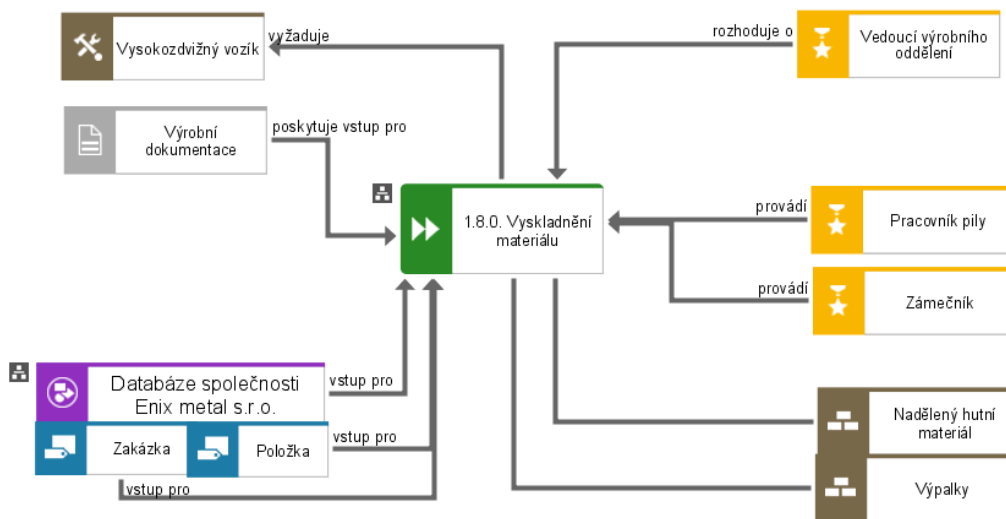 Vysokozdvižný vozík
vyžaduje
rozhoduje o
Vedoucí výrobního
oddělení
Výrobní
dokumentace
poskytuje vstup pro
1.8.0. Vyskladnění
materiálu
provádí
Pracovník pily
provádí
Zámečník
Databáze společnosti
Enix metal s.r.o.
vstup pro
Zakázka
Položka
vstup pro
vstup pro
Nadělený hutní
materiál
Výpalky